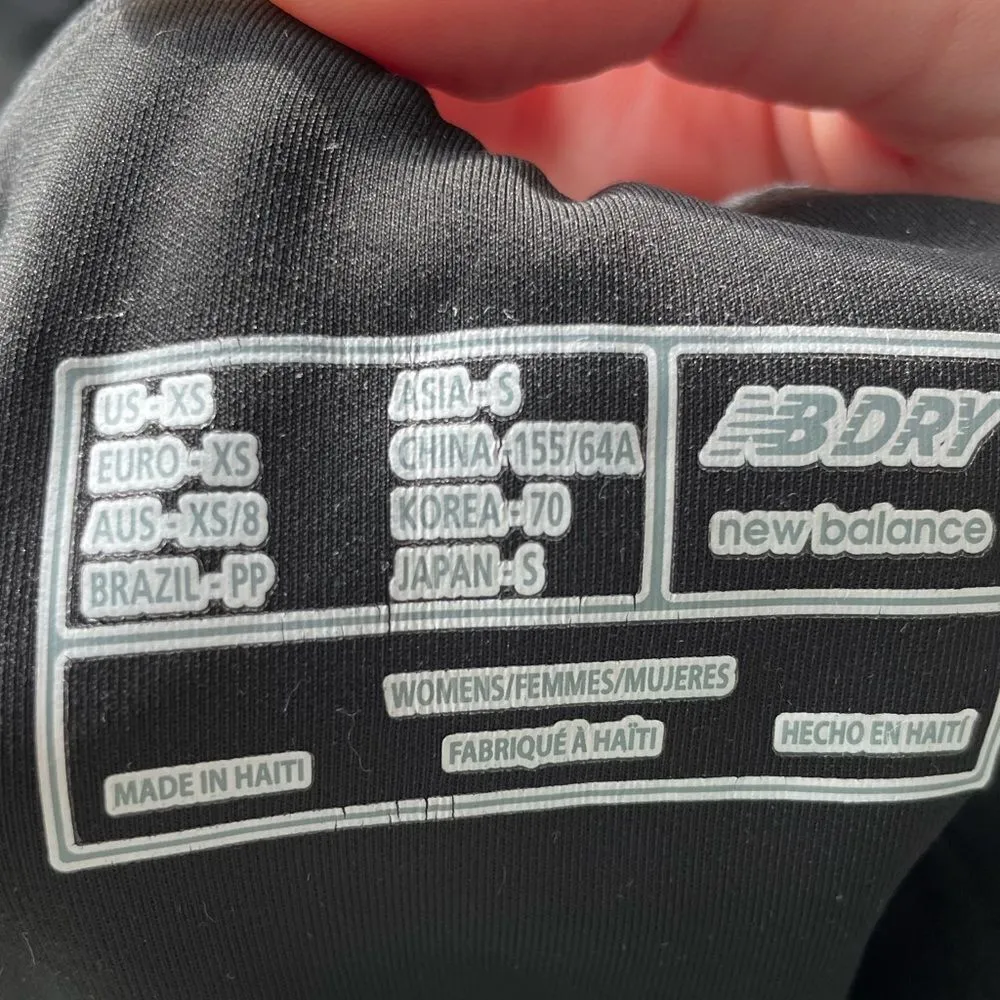 US - XS
EURO - XS
AUS - XS/8
BRAZIL - PP
ASIA - S
CHINA - 155/64A
KOREA - 70
JAPAN - S
NBDRY
new balance
WOMENS/FEMMES/MUJERES
MADE IN HAITI
FABRIQUÉ À HAÏTI
HECHO EN HAITÍ